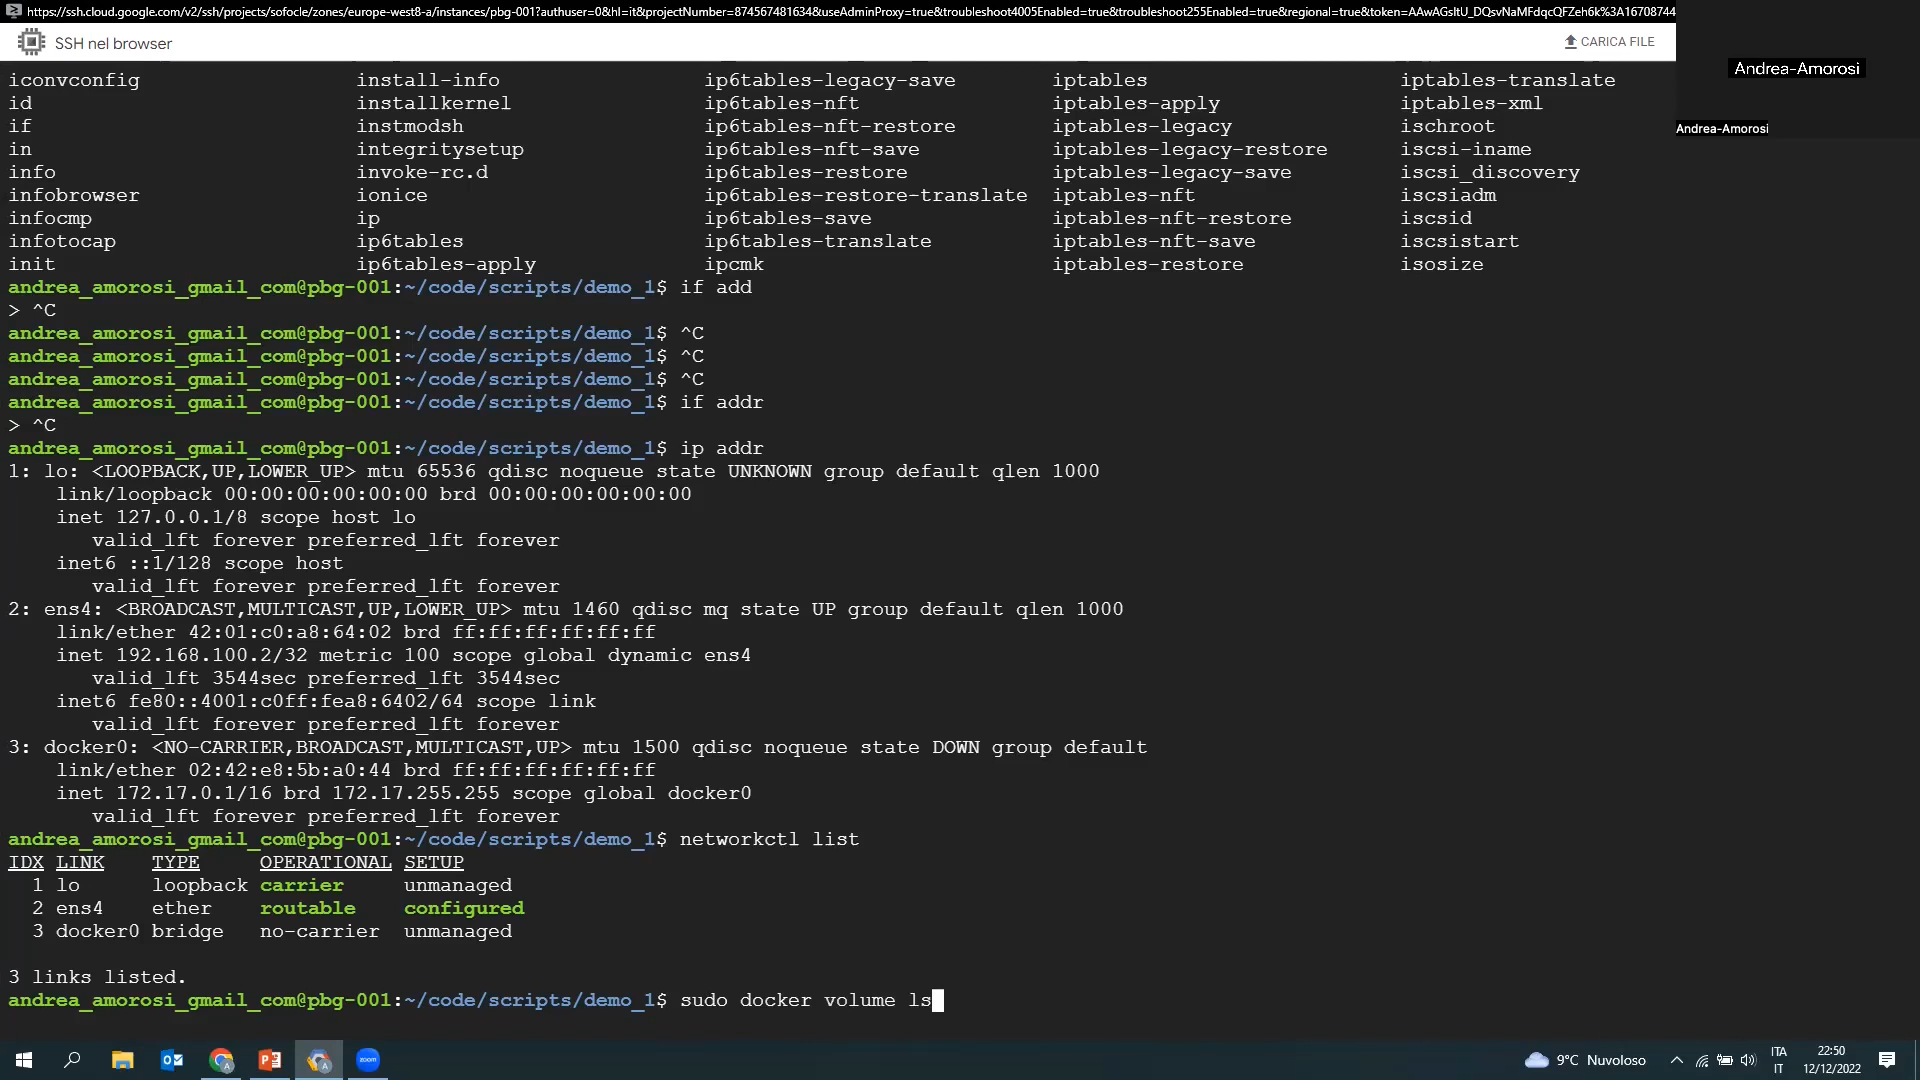 https://ssh.cloud.google.com/v2/ssh/projects/sofocle/zones/europe-west8-a/instances/pbg-001?authuser=0&hl=it&projectNumber=874567481634&useAdminProxy=true&troubleshoot4005Enabled=true&troubleshoot255Enabled=true&regional=true&token=AAwAGsltU_DQsvNaMFdqcQFZeh6k%3A16708744
SSH nel browser
CARICA FILE
Andrea-Amorosi
Andrea-Amorosi
iconvconfig install-info ip6tables-legacy-save iptables iptables-translate
id installkernel ip6tables-nft iptables-apply iptables-xml
if instmodsh ip6tables-nft-restore iptables-legacy ischroot
in integritysetup ip6tables-nft-save iptables-legacy-restore iscsi-iname
info invoke-rc.d ip6tables-restore iptables-legacy-save iscsi_discovery
infobrowser ionice ip6tables-restore-translate iptables-nft iscsiadm
infocmp ip ip6tables-save iptables-nft-restore iscsid
infotocap ip6tables ip6tables-translate iptables-nft-save iscsistart
init ip6tables-apply ipcmk iptables-restore isosize
andrea_amorosi_gmail_com@pbg-001:~/code/scripts/demo_1$ if add
> ^C
andrea_amorosi_gmail_com@pbg-001:~/code/scripts/demo_1$ ^C
andrea_amorosi_gmail_com@pbg-001:~/code/scripts/demo_1$ ^C
andrea_amorosi_gmail_com@pbg-001:~/code/scripts/demo_1$ ^C
andrea_amorosi_gmail_com@pbg-001:~/code/scripts/demo_1$ if addr
> ^C
andrea_amorosi_gmail_com@pbg-001:~/code/scripts/demo_1$ ip addr
1: lo: <LOOPBACK,UP,LOWER_UP> mtu 65536 qdisc noqueue state UNKNOWN group default qlen 1000
link/loopback 00:00:00:00:00:00 brd 00:00:00:00:00:00
inet 127.0.0.1/8 scope host lo
valid_lft forever preferred_lft forever
inet6 ::1/128 scope host
valid_lft forever preferred_lft forever
2: ens4: <BROADCAST,MULTICAST,UP,LOWER_UP> mtu 1460 qdisc mq state UP group default qlen 1000
link/ether 42:01:c0:a8:64:02 brd ff:ff:ff:ff:ff:ff
inet 192.168.100.2/32 metric 100 scope global dynamic ens4
valid_lft 3544sec preferred_lft 3544sec
inet6 fe80::4001:c0ff:fea8:6402/64 scope link
valid_lft forever preferred_lft forever
3: docker0: <NO-CARRIER,BROADCAST,MULTICAST,UP> mtu 1500 qdisc noqueue state DOWN group default
link/ether 02:42:e8:5b:a0:44 brd ff:ff:ff:ff:ff:ff
inet 172.17.0.1/16 brd 172.17.255.255 scope global docker0
valid_lft forever preferred_lft forever
andrea_amorosi_gmail_com@pbg-001:~/code/scripts/demo_1$ networkctl list
IDX LINK TYPE OPERATIONAL SETUP
1 lo loopback carrier unmanaged
2 ens4 ether routable configured
3 docker0 bridge no-carrier unmanaged
3 links listed.
andrea_amorosi_gmail_com@pbg-001:~/code/scripts/demo_1$ sudo docker volume ls
zoom
9°C Nuvoloso
ITA
IT
22:50
12/12/2022